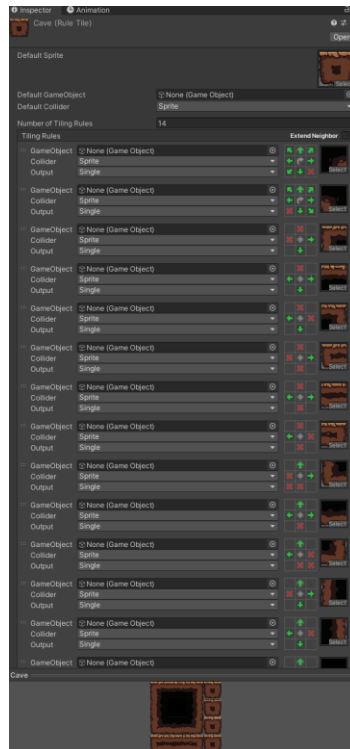 Inspector Animation
Cave (Rule Tile)
Open
Default Sprite
Select
Default GameObject None (Game Object)
Default Collider Sprite
Number of Tiling Rules 14
Tiling Rules Extend Neighbor
GameObject None (Game Object)
Collider Sprite
Output Single
Select
GameObject None (Game Object)
Collider Sprite
Output Single
Select
GameObject None (Game Object)
Collider Sprite
Output Single
Select
GameObject None (Game Object)
Collider Sprite
Output Single
Select
GameObject None (Game Object)
Collider Sprite
Output Single
Select
GameObject None (Game Object)
Collider Sprite
Output Single
Select
GameObject None (Game Object)
Collider Sprite
Output Single
Select
GameObject None (Game Object)
Collider Sprite
Output Single
Select
GameObject None (Game Object)
Collider Sprite
Output Single
Select
GameObject None (Game Object)
Collider Sprite
Output Single
Select
GameObject None (Game Object)
Collider Sprite
Output Single
Select
GameObject None (Game Object)
Collider Sprite
Output Single
Select
GameObject None (Game Object)
Collider Sprite
Output Single
Select
GameObject None (Game Object)
Cave